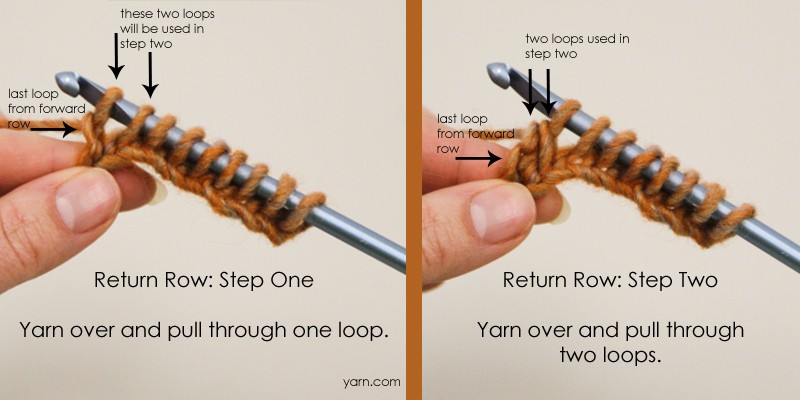 these two loops
will be used in
step two
last loop
from forward
row
Return Row: Step One
Yarn over and pull through one loop.
yarn.com
two loops used in
step two
last loop
from forward
row
Return Row: Step Two
Yarn over and pull through
two loops.